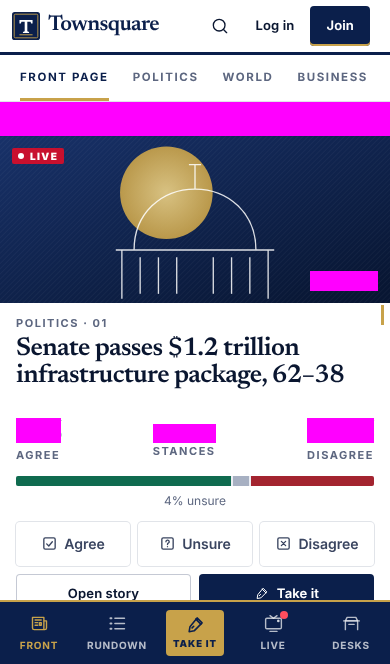 T Townsquare
Log in
Join
FRONT PAGE
POLITICS
WORLD
BUSINESS
LIVE
POLITICS · 01
Senate passes $1.2 trillion
infrastructure package, 62–38
AGREE
STANCES
DISAGREE
4% unsure
Agree
Unsure
Disagree
Open story
Take it
FRONT
RUNDOWN
TAKE IT
LIVE
DESKS